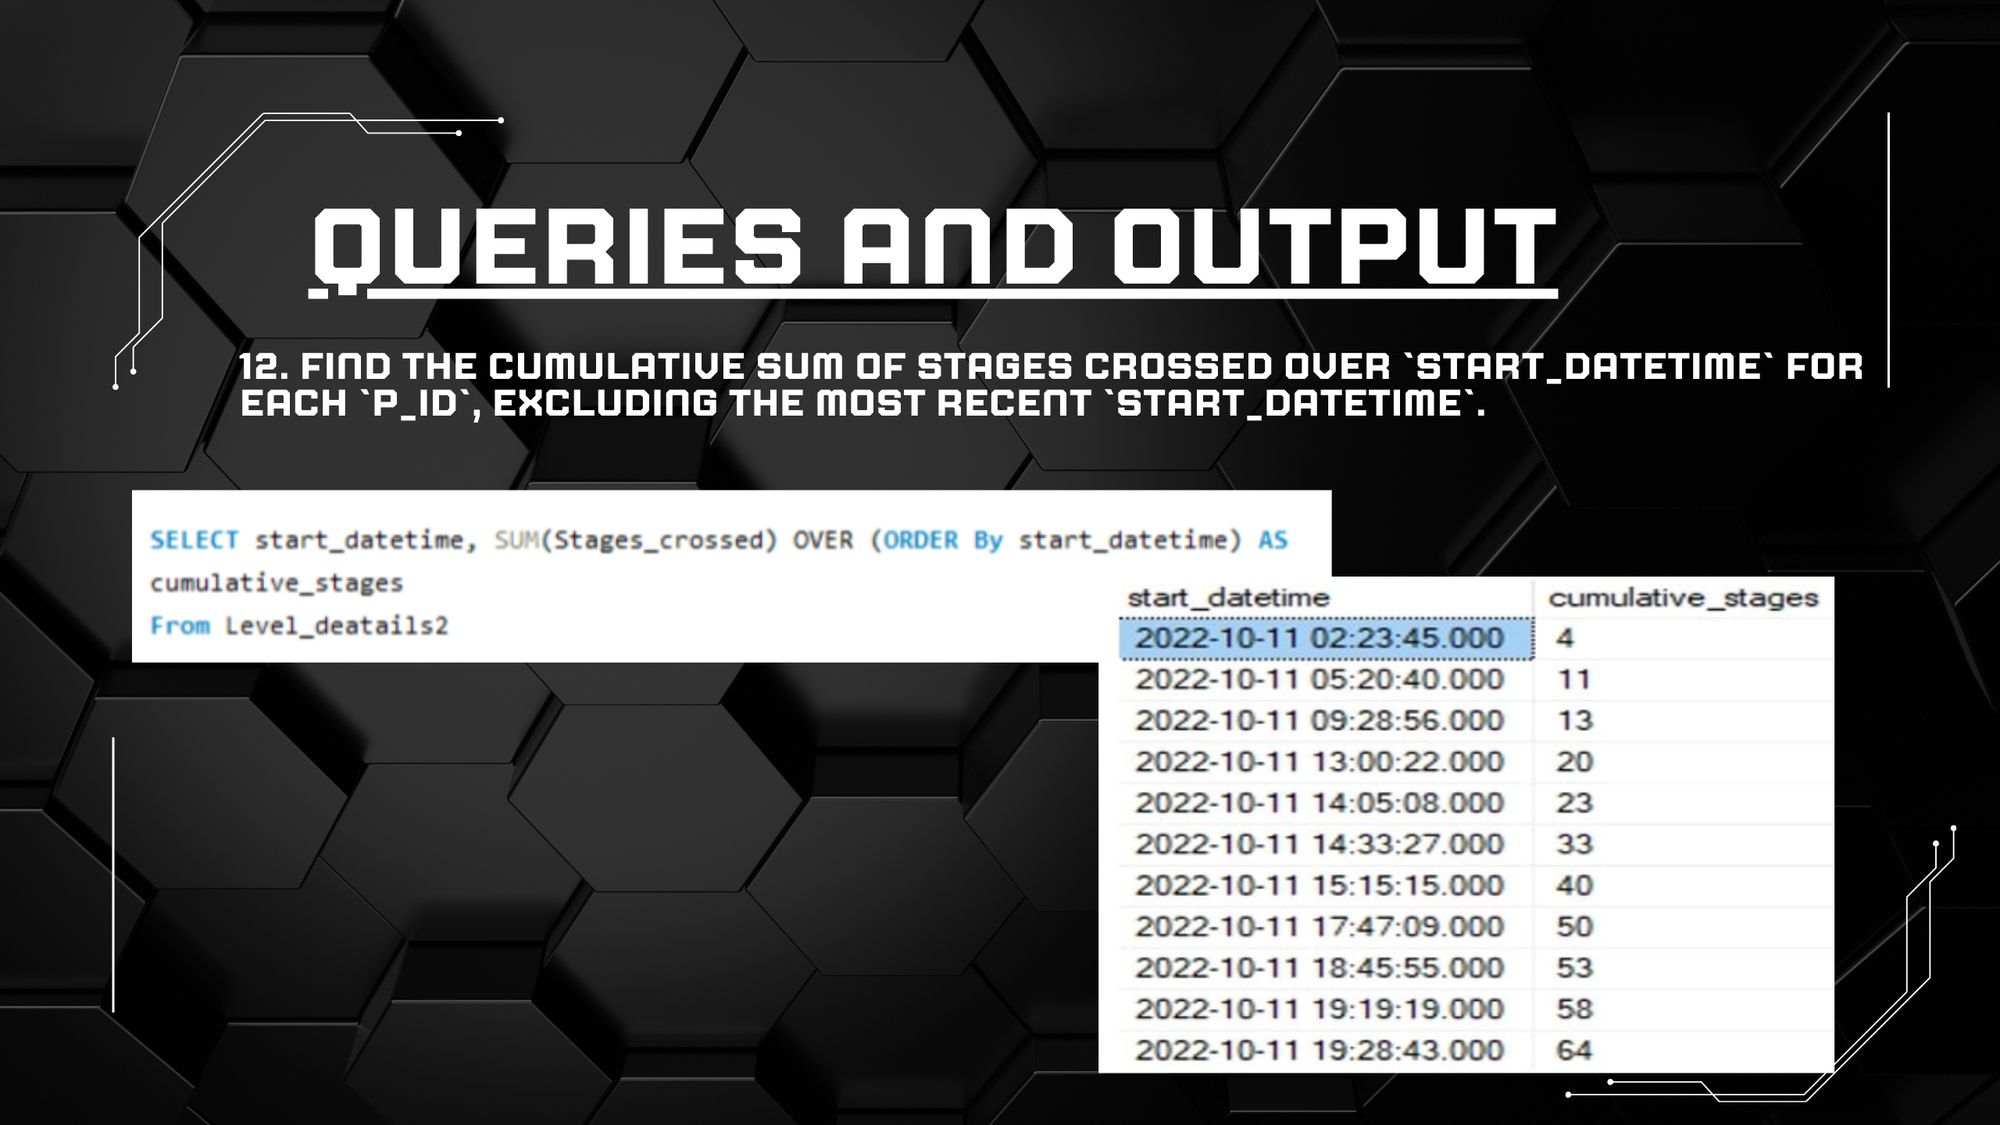 QUERIES AND OUTPUT
12. FIND THE CUMULATIVE SUM OF STAGES CROSSED OVER `START_DATETIME` FOR
EACH `P_ID`, EXCLUDING THE MOST RECENT `START_DATETIME`.
SELECT start_datetime, SUM(Stages_crossed) OVER (ORDER By start_datetime) AS
cumulative_stages
From Level_deatails2
start_datetime cumulative_stages
2022-10-11 02:23:45.000 4
2022-10-11 05:20:40.000 11
2022-10-11 09:28:56.000 13
2022-10-11 13:00:22.000 20
2022-10-11 14:05:08.000 23
2022-10-11 14:33:27.000 33
2022-10-11 15:15:15.000 40
2022-10-11 17:47:09.000 50
2022-10-11 18:45:55.000 53
2022-10-11 19:19:19.000 58
2022-10-11 19:28:43.000 64